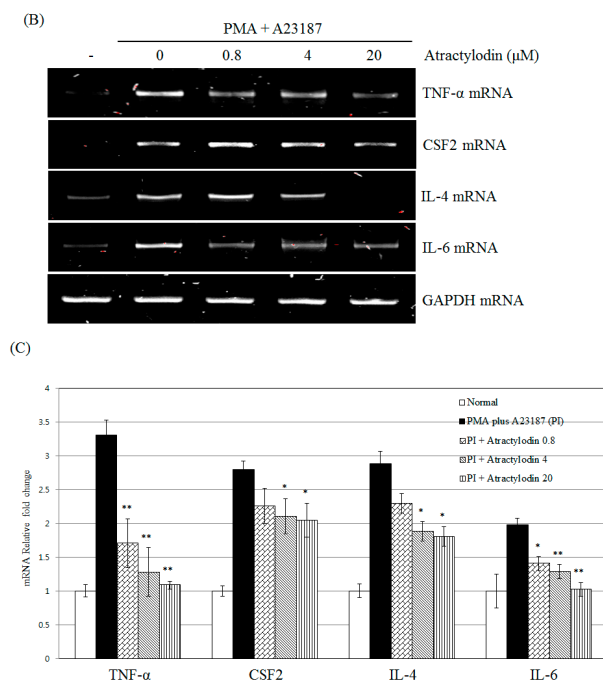 (B)
PMA + A23187
- 0 0.8 4 20 Atractylodin (μM)
TNF-α mRNA
CSF2 mRNA
IL-4 mRNA
IL-6 mRNA
GAPDH mRNA
(C)
mRNA Relative fold change
4
3.5
3
2.5
2
1.5
1
0.5
0
Normal
PMA plus A23187 (PI)
PI + Atractylodin 0.8
PI + Atractylodin 4
PI + Atractylodin 20
** ** **
* *
* *
* ** **
TNF-α CSF2 IL-4 IL-6